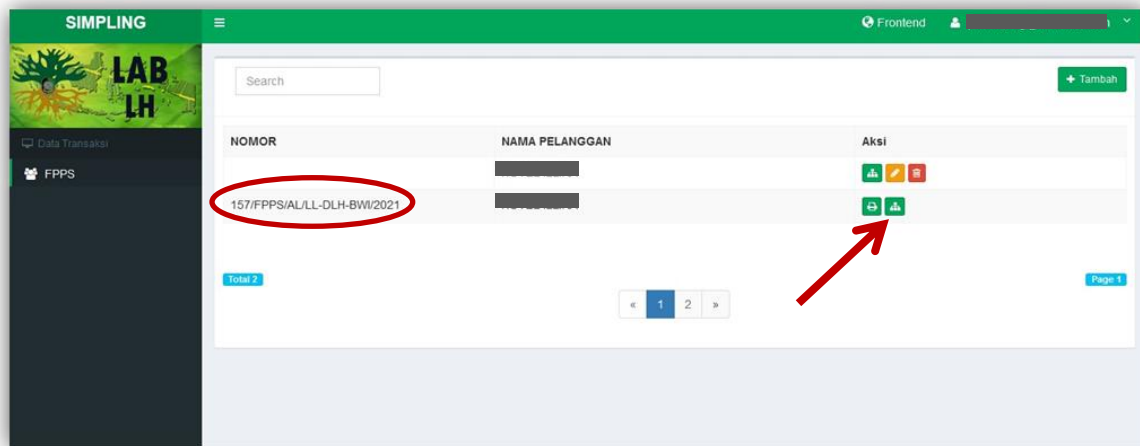 SIMPLING
Frontend
LAB
LH
Search
+ Tambah
Data Transaksi
FPPS
NOMOR NAMA PELANGGAN Aksi
157/FPPS/AL/LL-DLH-BWI/2021
Total 2
Page 1
« 1 2 »